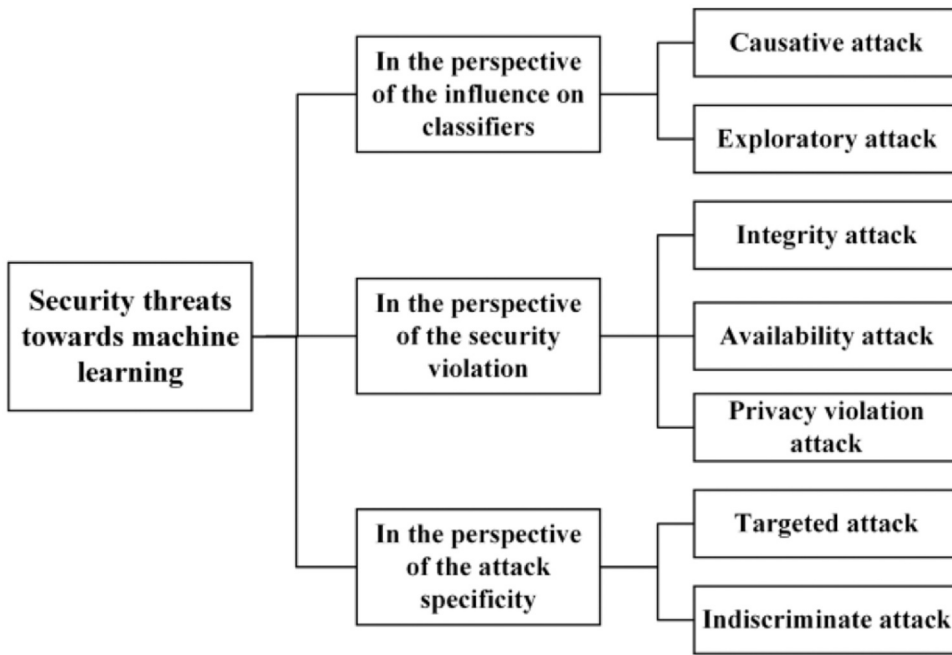 Security threats
towards machine
learning
In the perspective
of the influence on
classifiers
Causative attack
Exploratory attack
In the perspective
of the security
violation
Integrity attack
Availability attack
Privacy violation
attack
In the perspective
of the attack
specificity
Targeted attack
Indiscriminate attack